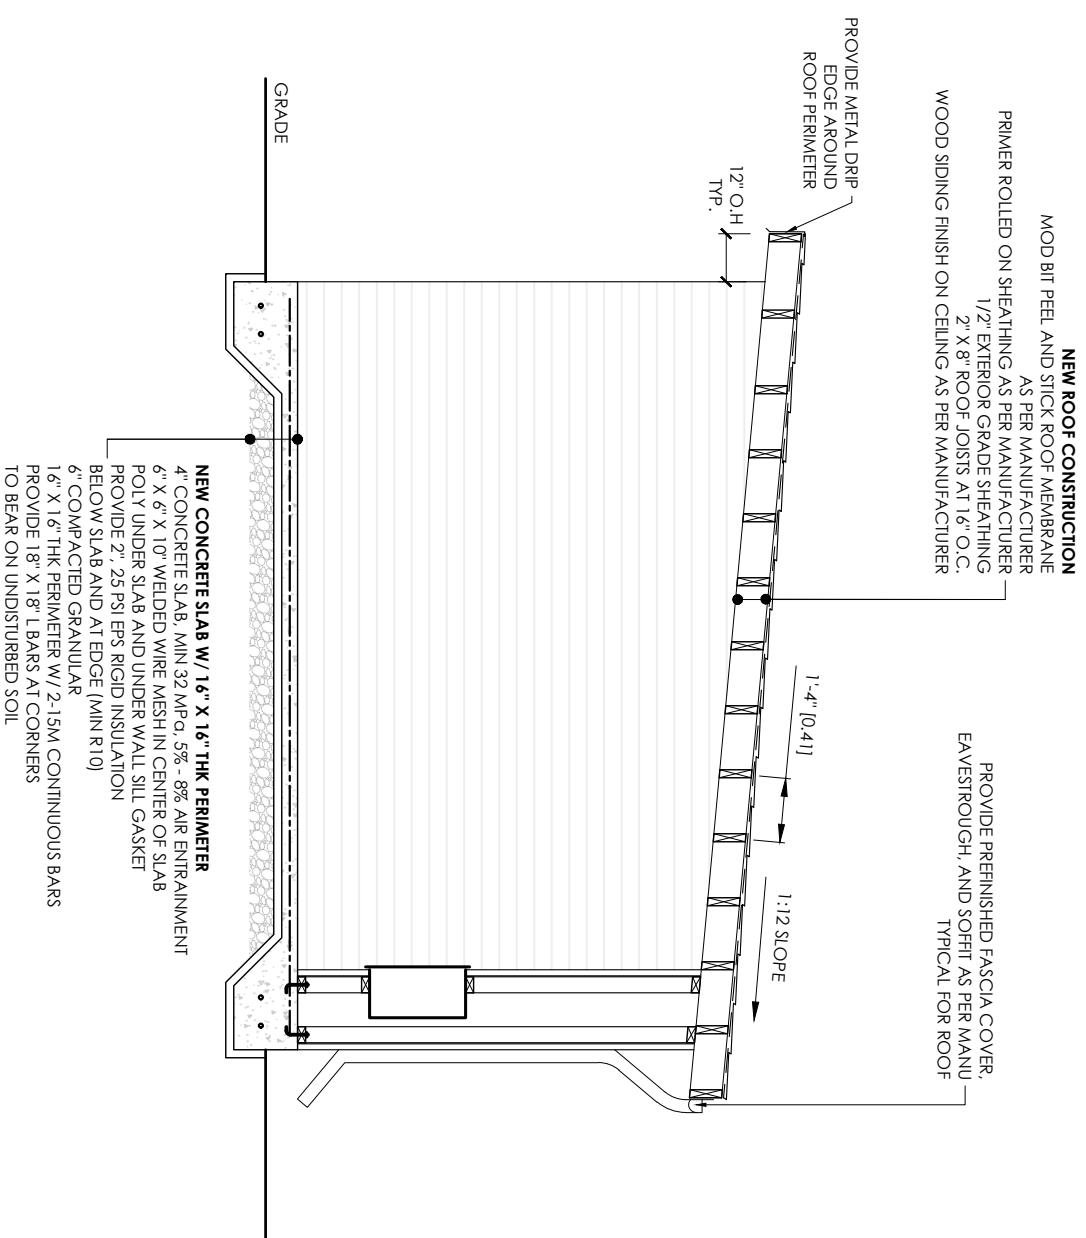 NEW ROOF CONSTRUCTION
MOD BIT PEEL AND STICK ROOF MEMBRANE
AS PER MANUFACTURER
PRIMER ROLLED ON SHEATHING AS PER MANUFACTURER
1/2" EXTERIOR GRADE SHEATHING
2" X 8" ROOF JOISTS AT 16" O.C.
WOOD SIDING FINISH ON CEILING AS PER MANUFACTURER
PROVIDE PREFINISHED FASCIA COVER,
EAVESTROUGH, AND SOFFIT AS PER MANU
TYPICAL FOR ROOF
PROVIDE METAL DRIP
EDGE AROUND
ROOF PERIMETER
1'-4" [0.41]
1:12 SLOPE
12" O.H
TYP.
GRADE
NEW CONCRETE SLAB W/ 16" X 16" THK PERIMETER
4" CONCRETE SLAB, MIN 32 MPa, 5% - 8% AIR ENTRAINMENT
6" X 6" X 10" WELDED WIRE MESH IN CENTER OF SLAB
POLY UNDER SLAB AND UNDER WALL SILL GASKET
PROVIDE 2", 25 PSI EPS RIGID INSULATION
BELOW SLAB AND AT EDGE (MIN R10)
6" COMPACTED GRANULAR
16" X 16" THK PERIMETER W/ 2-15M CONTINUOUS BARS
PROVIDE 18" X 18" L BARS AT CORNERS
TO BEAR ON UNDISTURBED SOIL